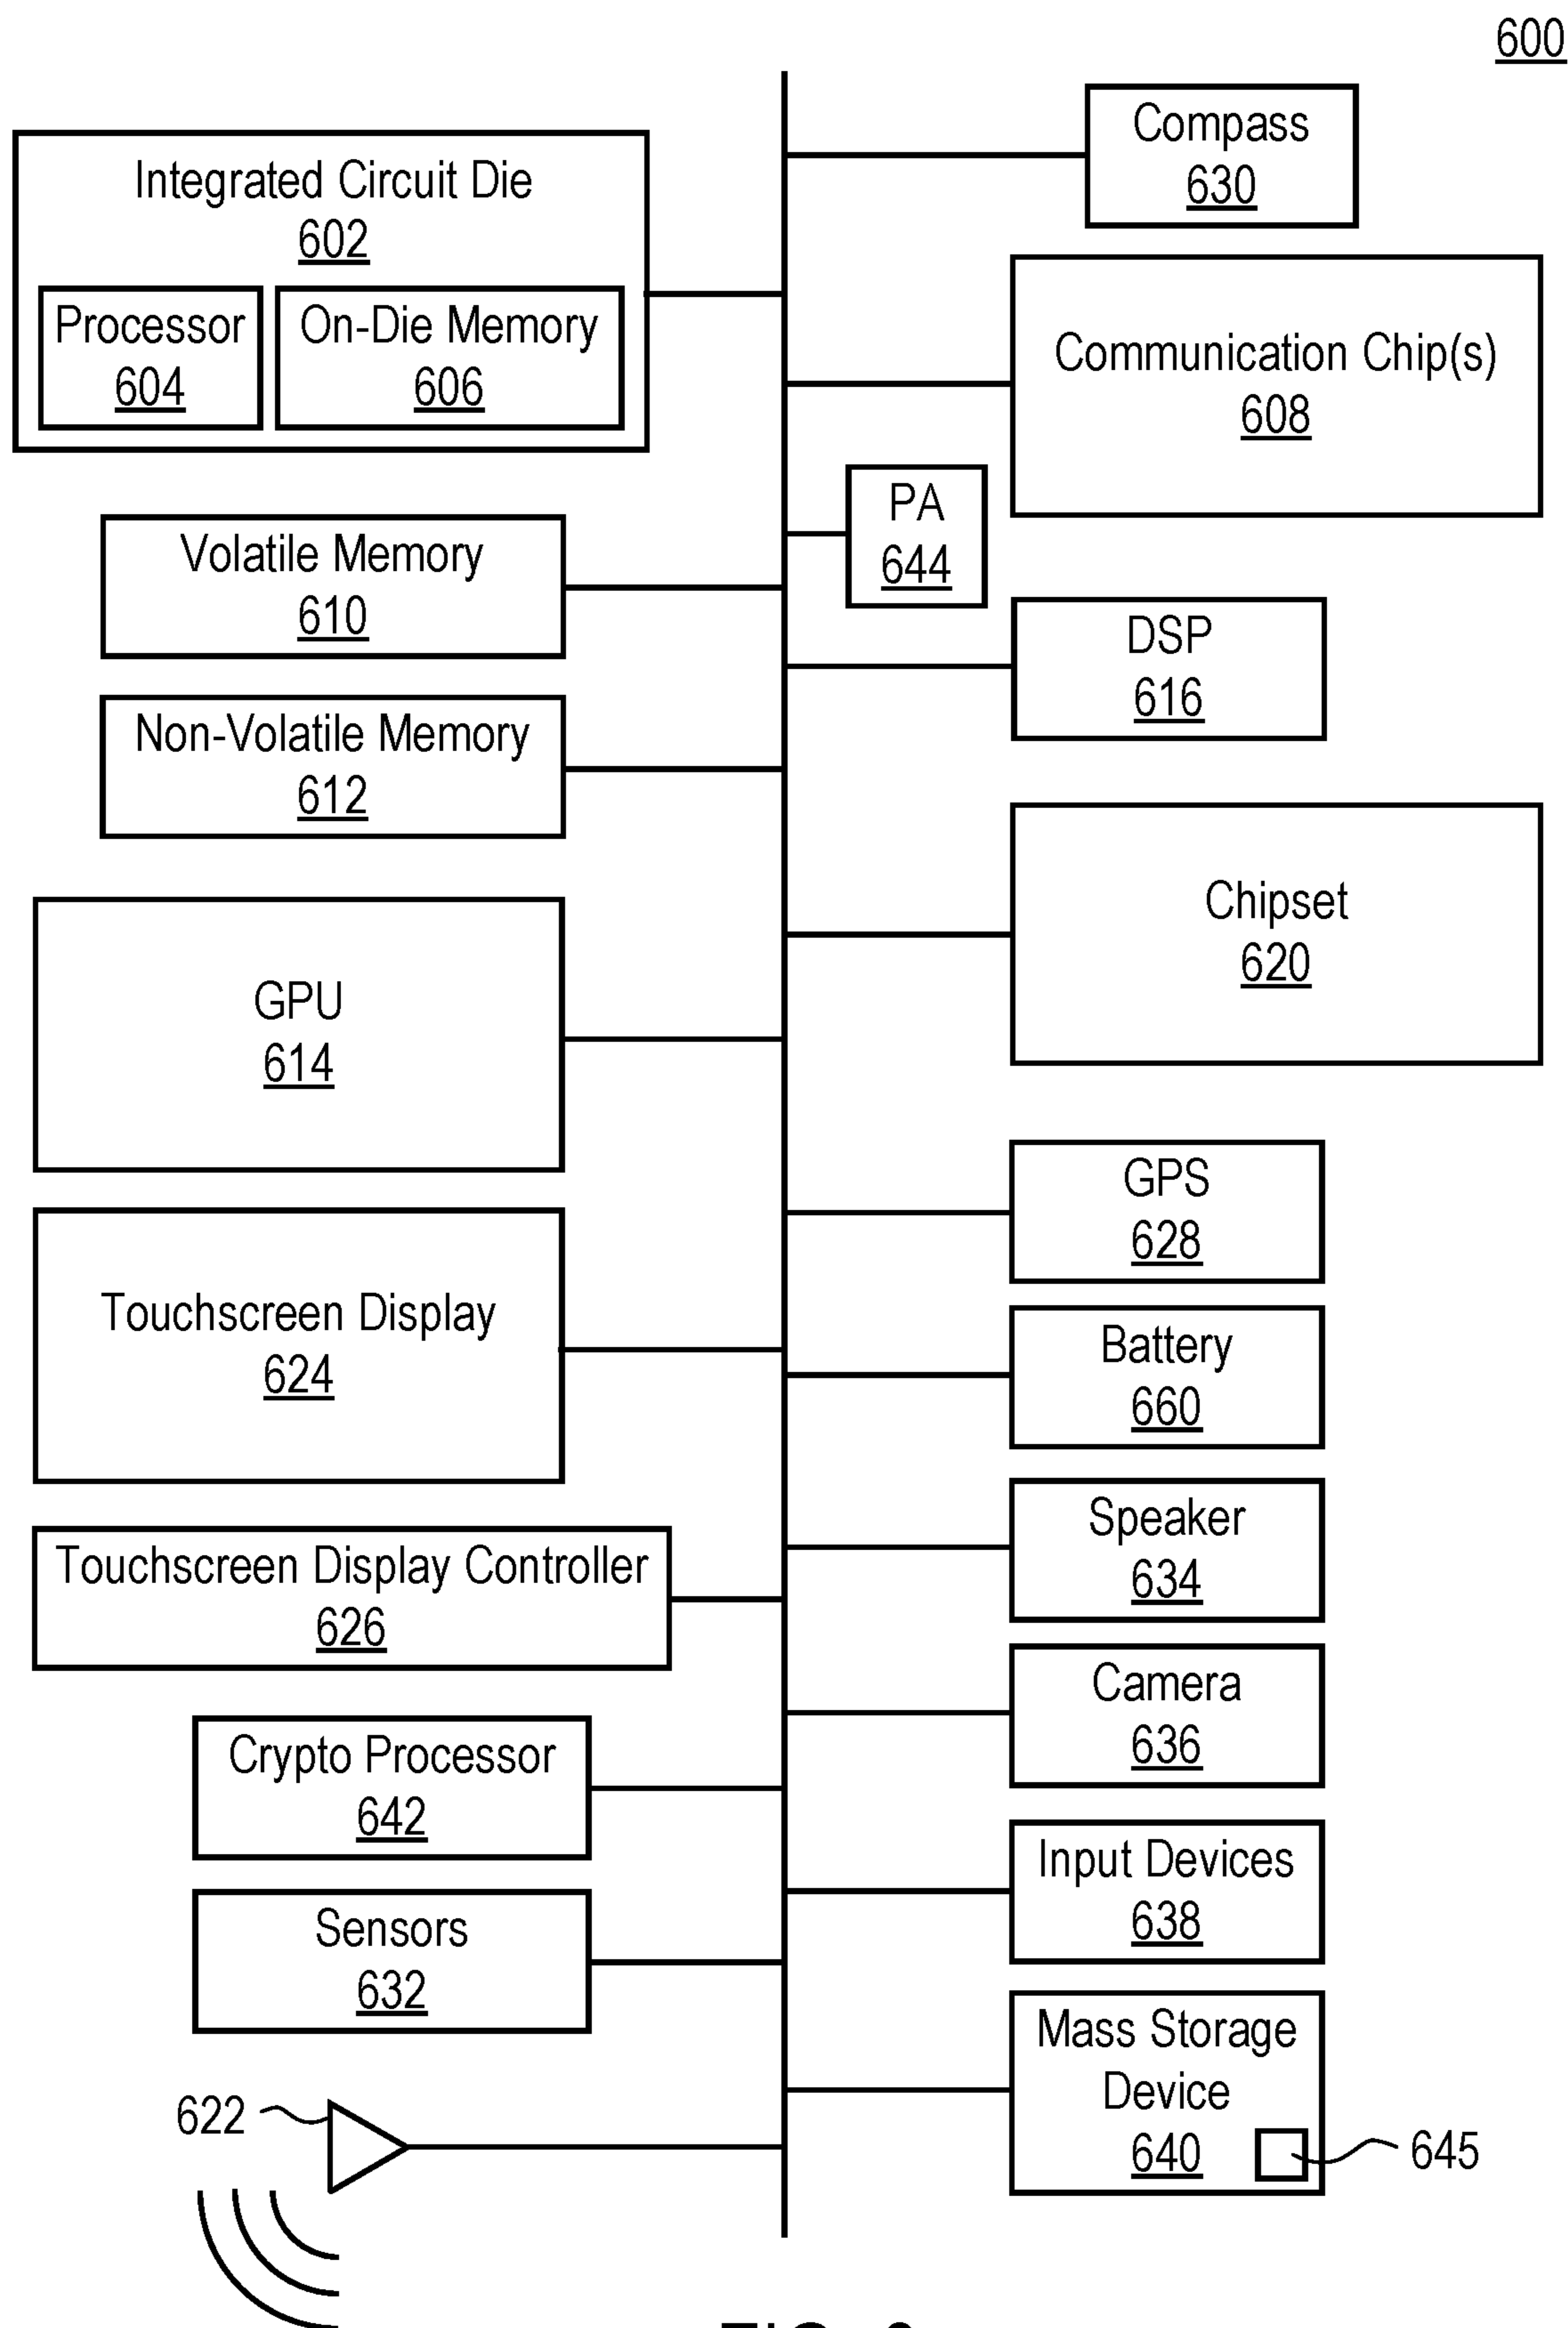 600
Integrated Circuit Die
602
Processor
604
On-Die Memory
606
Compass
630
Communication Chip(s)
608
PA
644
Volatile Memory
610
DSP
616
Non-Volatile Memory
612
Chipset
620
GPU
614
GPS
628
Touchscreen Display
624
Battery
660
Speaker
634
Touchscreen Display Controller
626
Camera
636
Crypto Processor
642
Input Devices
638
Sensors
632
Mass Storage
Device
640
645
622